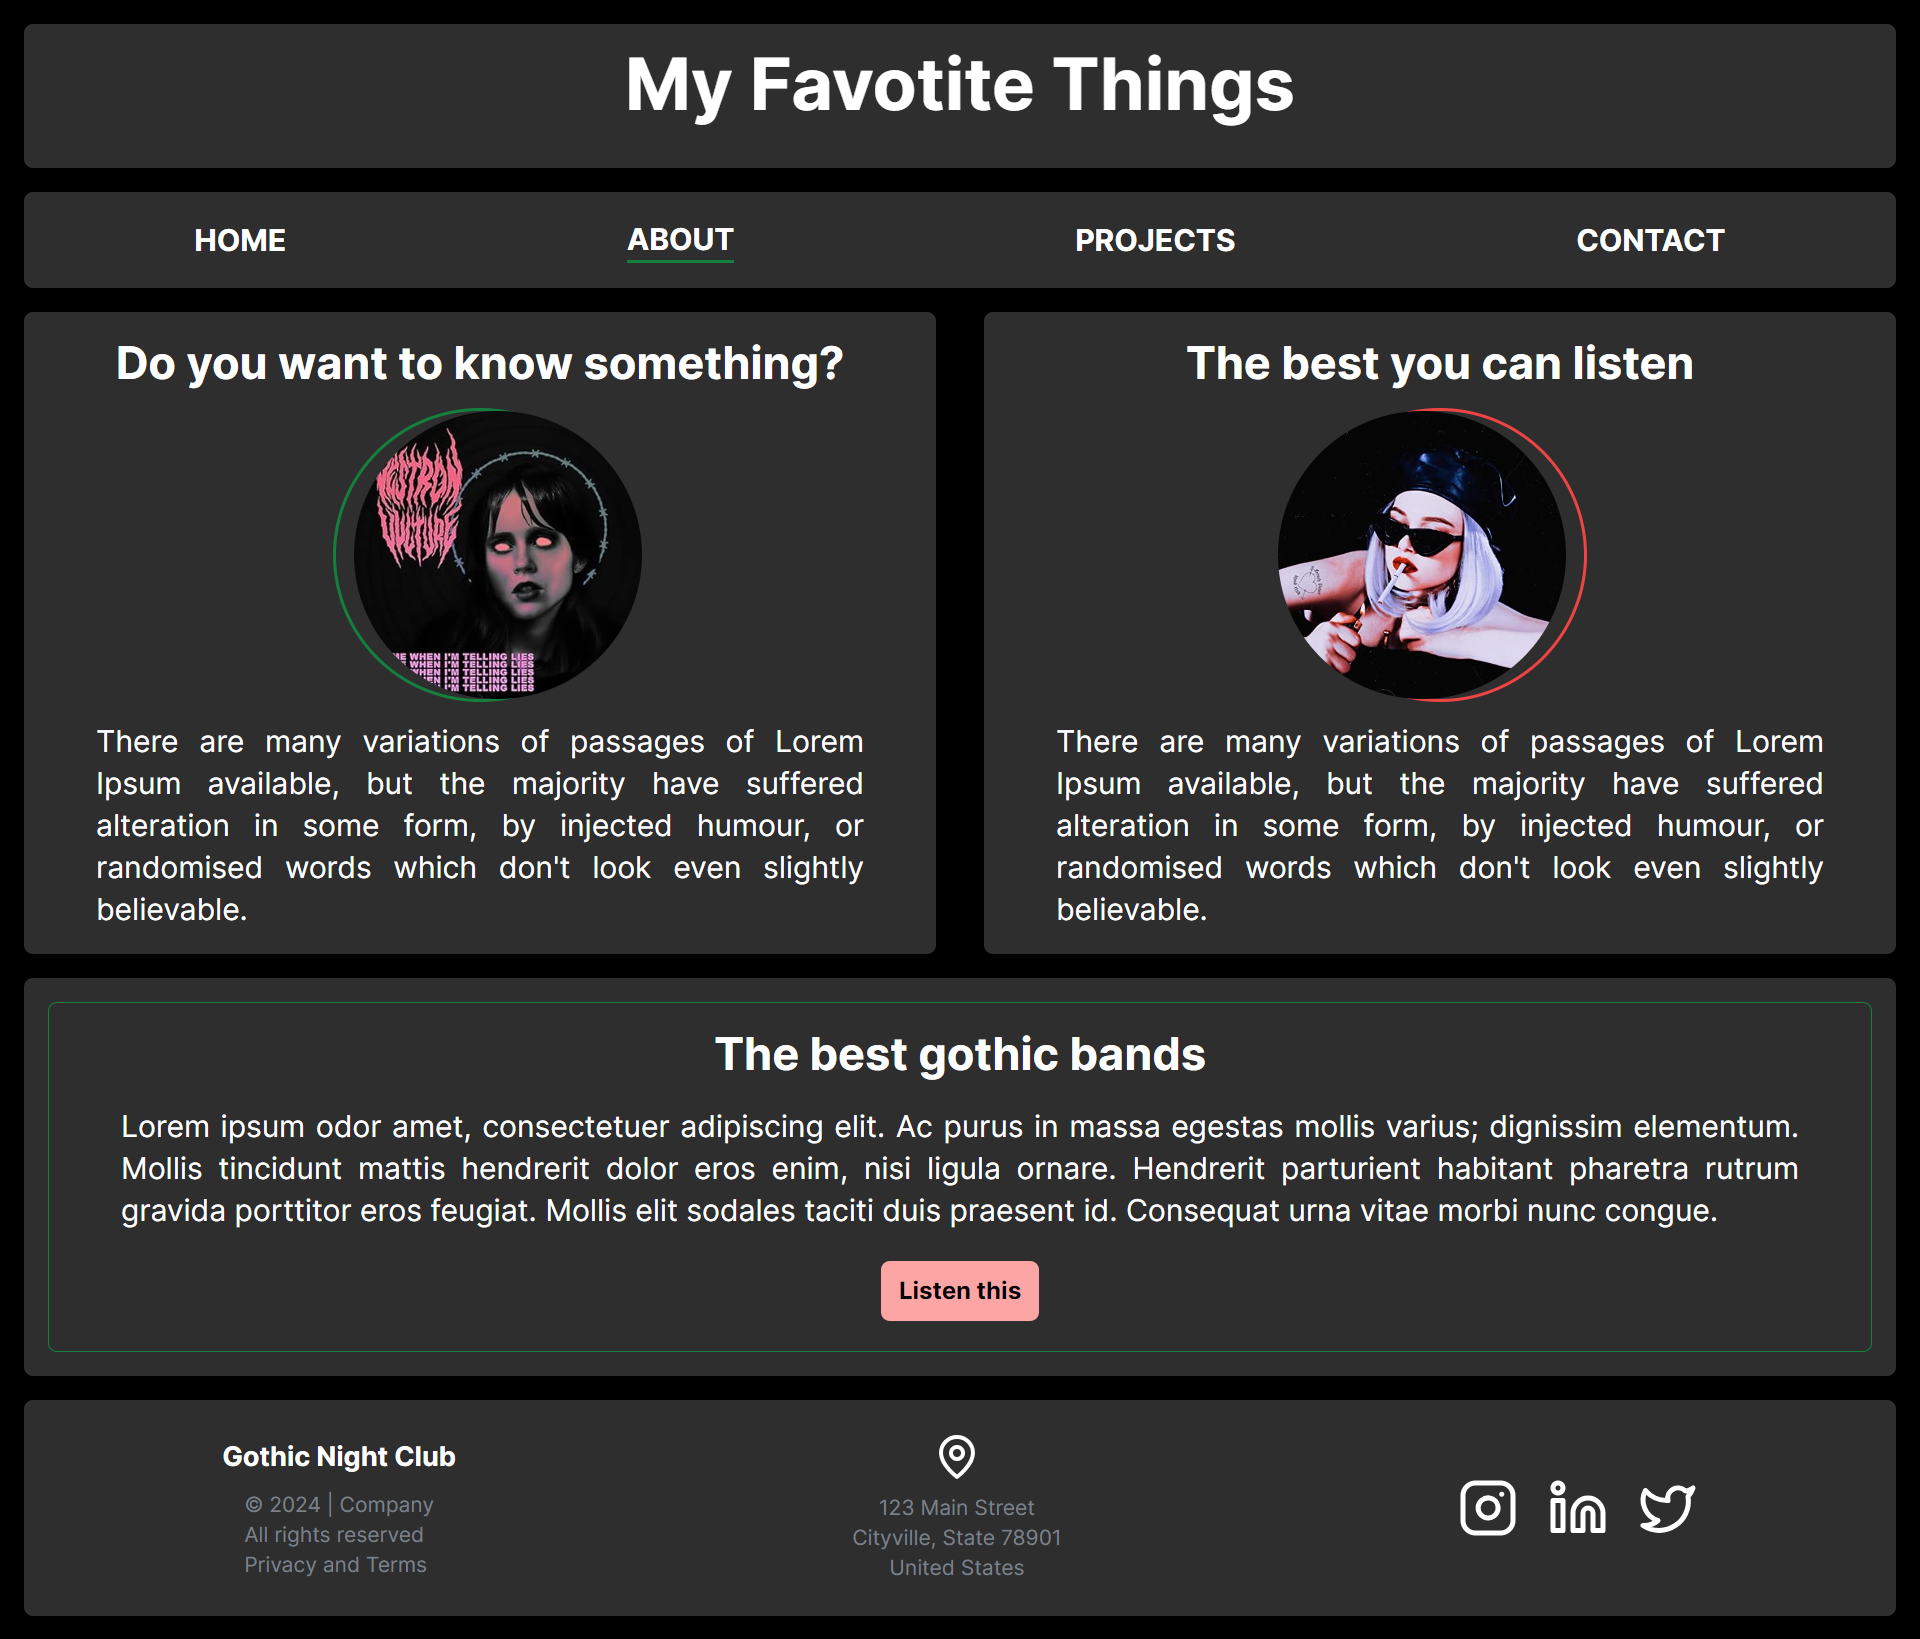 My Favotite Things
HOME
ABOUT
PROJECTS
CONTACT
Do you want to know something?
VULTURE
WHEN I'M TELLING LIES
WHEN I'M TELLING LIES
WHEN I'M TELLING LIES
I'M TELLING LIES
I'M TELLING LIES
There are many variations of passages of Lorem
Ipsum available, but the majority have suffered
alteration in some form, by injected humour, or
randomised words which don't look even slightly
believable.
The best you can listen
There are many variations of passages of Lorem
Ipsum available, but the majority have suffered
alteration in some form, by injected humour, or
randomised words which don't look even slightly
believable.
The best gothic bands
Lorem ipsum odor amet, consectetuer adipiscing elit. Ac purus in massa egestas mollis varius; dignissim elementum.
Mollis tincidunt mattis hendrerit dolor eros enim, nisi ligula ornare. Hendrerit parturient habitant pharetra rutrum
gravida porttitor eros feugiat. Mollis elit sodales taciti duis praesent id. Consequat urna vitae morbi nunc congue.
Listen this
Gothic Night Club
© 2024 | Company
All rights reserved
Privacy and Terms
123 Main Street
Cityville, State 78901
United States